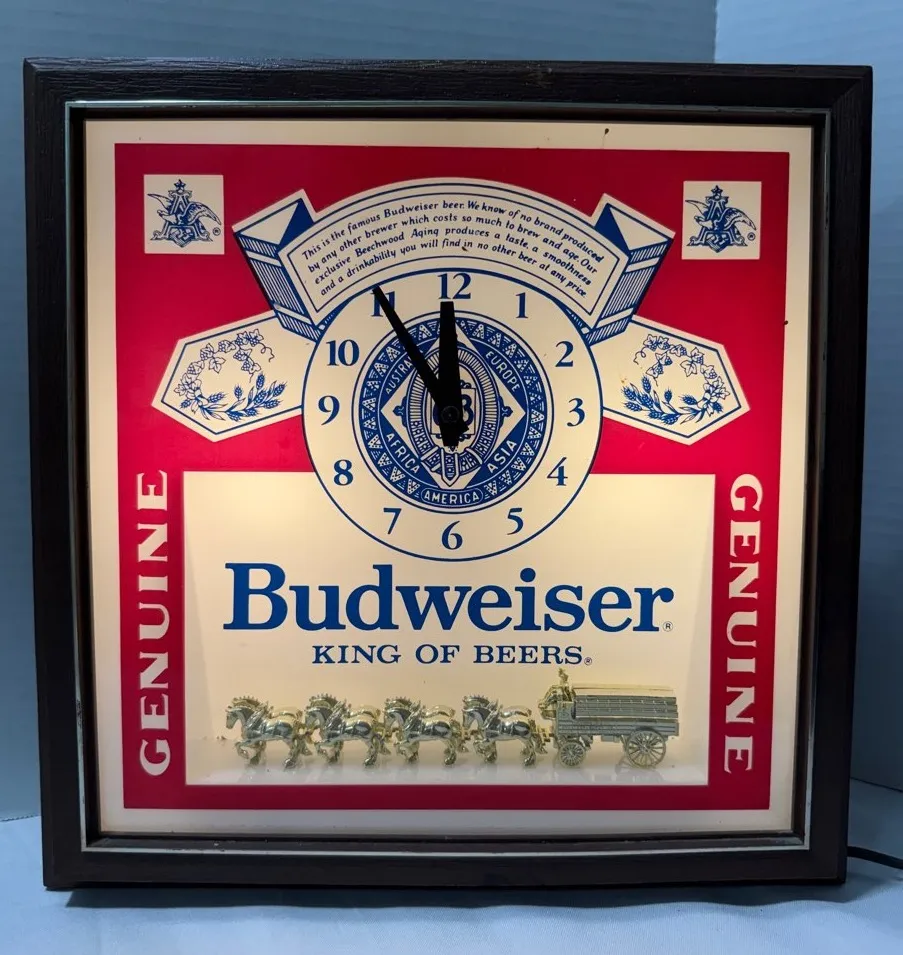 This is the famous Budweiser beer. We know of no brand produced
by any other brewer which costs so much to brew and age. Our
exclusive Beechwood Aging produces a taste, a smoothness
and a drinkability you will find in no other beer at any price.
12
11
1
10
2
9
3
8
4
7
5
6
EUROPE
AFRICA
ASIA
AMERICA
GENUINE
GENUINE
Budweiser®
KING OF BEERS®